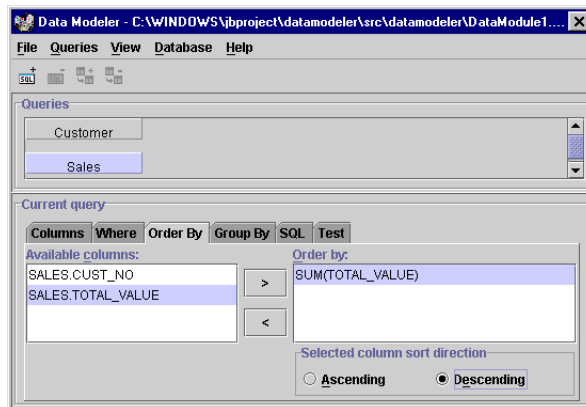 Data Modeler - C:\WINDOWS\jbproject\datamodeler\src\datamodeler\DataModule1....
File Queries View Database Help
SQL SQL
Queries
Customer
Sales
Current query
Columns Where Order By Group By SQL Test
Available columns: Order by:
SALES.CUST_NO SUM(TOTAL_VALUE)
SALES.TOTAL_VALUE
>
<
Selected column sort direction
Ascending Descending